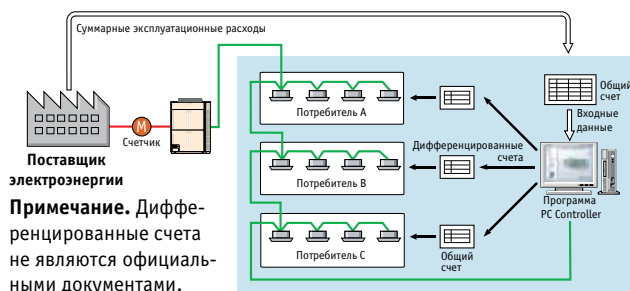 Суммарные эксплуатационные расходы
Общий
счет
Потребитель A
М
Счетчик
Входные
данные
Дифференцированные
счета
Поставщик
электроэнергии
Потребитель B
Программа
PC Controller
Примечание. Диффе-
ренцированные счета
не являются официаль-
ными документами.
Потребитель C
Общий
счет